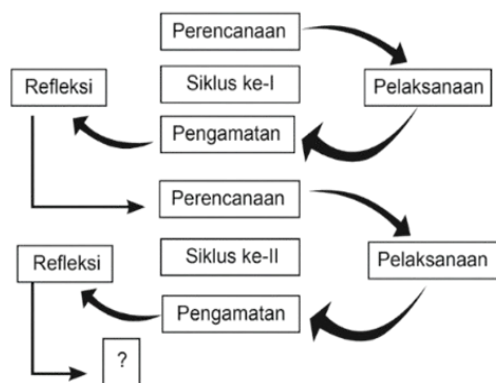 Perencanaan
Refleksi
Siklus ke-I
Pelaksanaan
Pengamatan
Perencanaan
Refleksi
Siklus ke-II
Pelaksanaan
Pengamatan
?